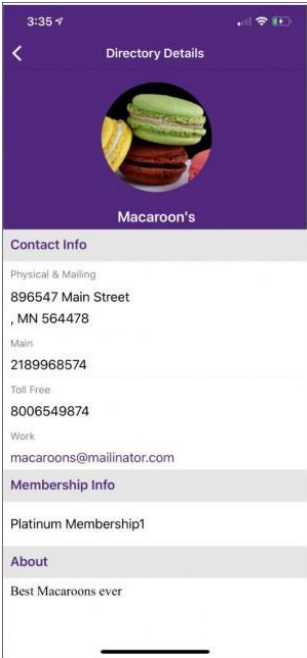 3:35
Directory Details
Macaroon's
Contact Info
Physical & Mailing
896547 Main Street
, MN 564478
Main
2189968574
Toll Free
8006549874
Work
macaroons@mailinator.com
Membership Info
Platinum Membership1
About
Best Macaroons ever